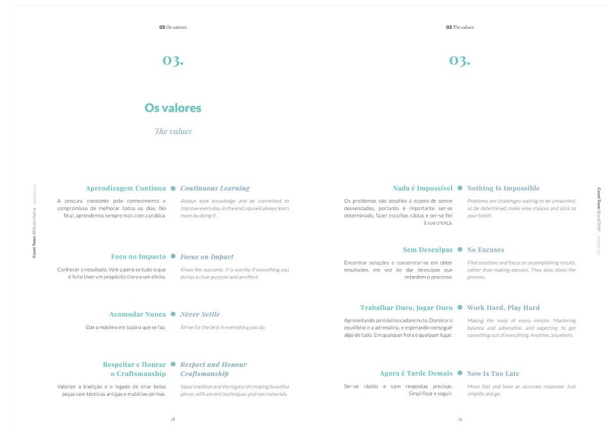 03 Os valores
03.
Os valores
The values
Aprendizagem Contínua
A procura constante pelo conhecimento e
compromisso de melhorar todos os dias. No
final, aprendemos sempre mais com a prática.
Continuous Learning
Always seek knowledge and be committed to
improve everyday. In the end, you will always learn
more by doing it.
Foco no Impacto
Conhecer o resultado. Vale a pena se tudo o que
é feito tiver um propósito claro e um efeito.
Focus on Impact
Know the outcome. It is worthy if everything you
do has a clear purpose and an effect.
Acomodar Nunca
Dar o máximo em tudo o que se faz.
Never Settle
Strive for the best in everything you do.
Respeitar e Honrar
o Craftsmanship
Valorizar a tradição e o legado de criar belas
peças com técnicas antigas e matérias-primas.
Respect and Honour
Craftsmanship
Value tradition and the legacy of creating beautiful
pieces with ancient techniques and raw materials.
18
03 The values
03.
Nada é Impossível
Os problemas são desafios à espera de serem
desvendados, portanto é importante ser-se
determinado, fazer escolhas sábias e ser-se fiel
à sua crença.
Nothing Is Impossible
Problems are challenges waiting to be unraveled,
so be determined, make wise choices and stick to
your belief.
Sem Desculpas
Encontrar soluções e concentrar-se em obter
resultados, em vez de dar desculpas que
retardem o processo.
No Excuses
Find solutions and focus on accomplishing results,
rather than making excuses. They slow down the
process.
Trabalhar Duro, Jogar Duro
Aproveitando ao máximo cada minuto. Dominar o
equilíbrio e a adrenalina, e esperando conseguir
algo de tudo. Em qualquer hora e qualquer lugar.
Work Hard, Play Hard
Making the most of every minute. Mastering
balance and adrenaline, and expecting to get
something out of everything. Anytime, anywhere.
Agora é Tarde Demais
Ser-se rápido e com respostas precisas.
Simplificar e seguir.
Now Is Too Late
Move fast and have an accurate response. Just
simplify and go.
19